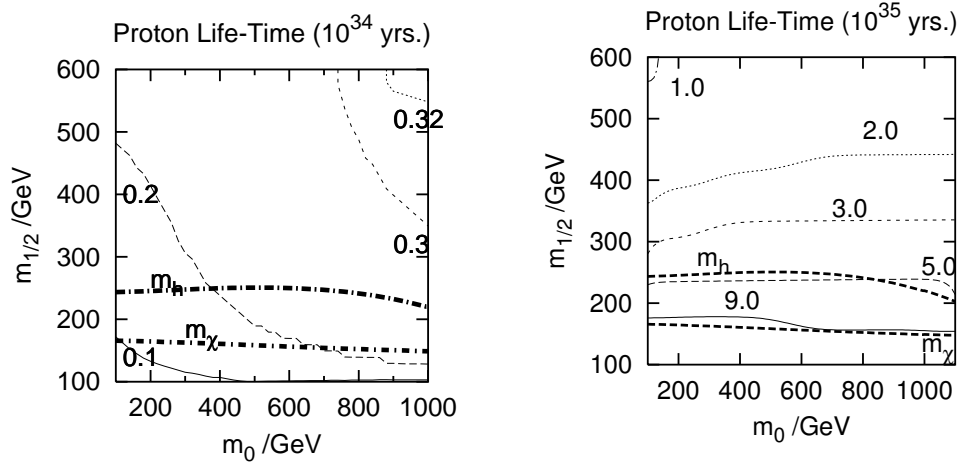 Proton Life-Time (10^34 yrs.)
600
500
400
300
200
100
m_1/2 /GeV
0.32
0.2
0.3
m_h
m_χ
0.1
200 400 600 800 1000
m_0 /GeV
Proton Life-Time (10^35 yrs.)
600
500
400
300
200
100
m_1/2 /GeV
1.0
2.0
3.0
m_h
5.0
9.0
m_χ
200 400 600 800 1000
m_0 /GeV